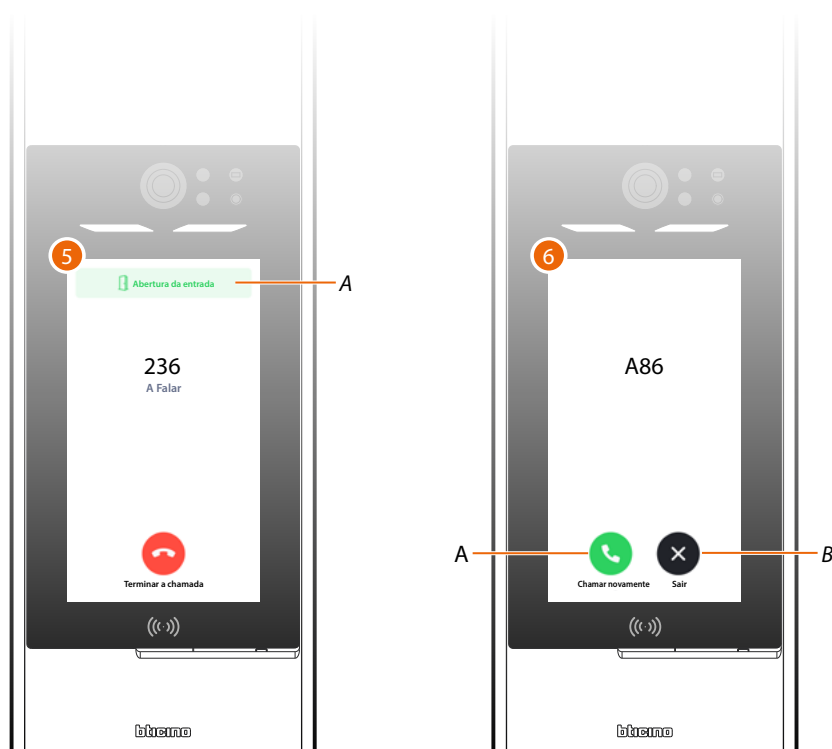 5
Abertura da entrada
A
236
A Falar
Terminar a chamada
bticino
6
A86
A
B
Chamar novamente
Sair
bticino